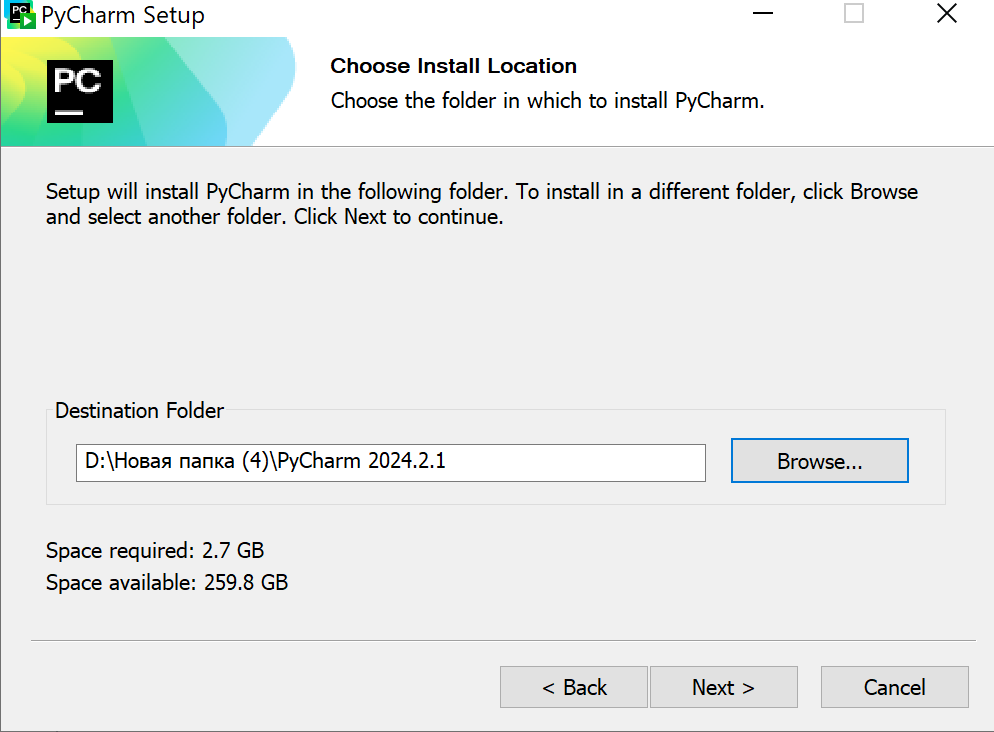 PC
PyCharm Setup
PC
Choose Install Location
Choose the folder in which to install PyCharm.
Setup will install PyCharm in the following folder. To install in a different folder, click Browse
and select another folder. Click Next to continue.
Destination Folder
D:\Новая папка (4)\PyCharm 2024.2.1
Browse...
Space required: 2.7 GB
Space available: 259.8 GB
< Back
Next >
Cancel